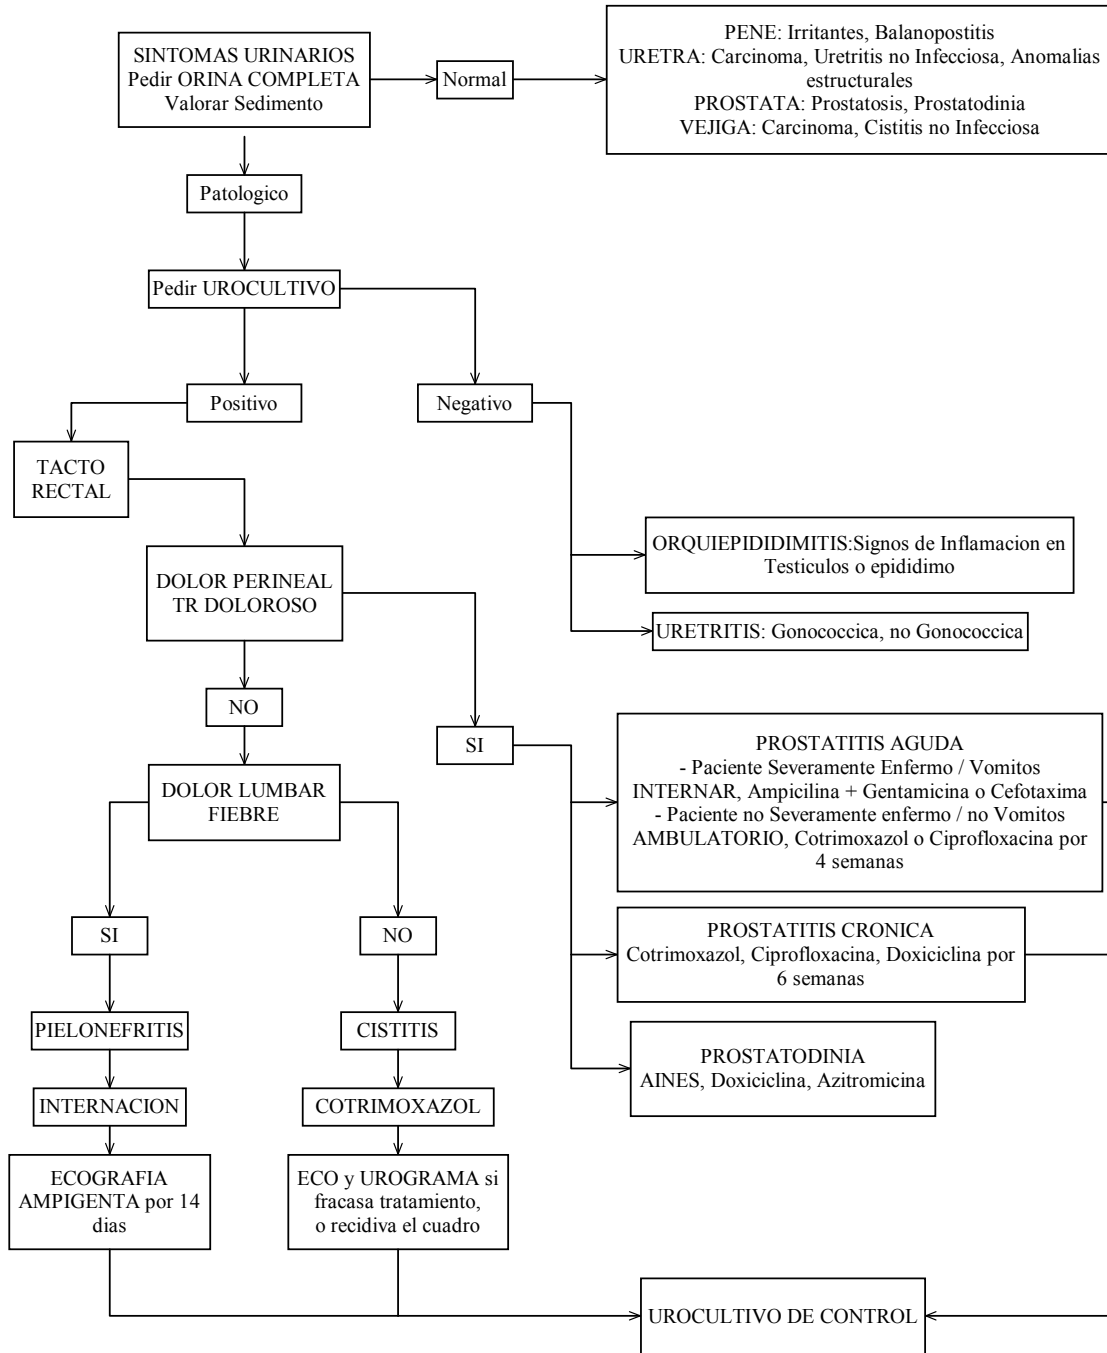 SINTOMAS URINARIOS
Pedir ORINA COMPLETA
Valorar Sedimento
Normal
PENE: Irritantes, Balanopostitis
URETRA: Carcinoma, Uretritis no Infecciosa, Anomalias
estructurales
PROSTATA: Prostatosis, Prostatodinia
VEJIGA: Carcinoma, Cistitis no Infecciosa
Patologico
Pedir UROCULTIVO
Positivo
Negativo
TACTO
RECTAL
ORQUIEPIDIDIMITIS:Signos de Inflamacion en
Testiculos o epididimo
DOLOR PERINEAL
TR DOLOROSO
URETRITIS: Gonococcica, no Gonococcica
NO
SI
PROSTATITIS AGUDA
- Paciente Severamente Enfermo / Vomitos
INTERNAR, Ampicilina + Gentamicina o Cefotaxima
- Paciente no Severamente enfermo / no Vomitos
AMBULATORIO, Cotrimoxazol o Ciprofloxacina por
4 semanas
DOLOR LUMBAR
FIEBRE
SI
NO
PROSTATITIS CRONICA
Cotrimoxazol, Ciprofloxacina, Doxiciclina por
6 semanas
PIELONEFRITIS
CISTITIS
PROSTATODINIA
AINES, Doxiciclina, Azitromicina
INTERNACION
COTRIMOXAZOL
ECOGRAFIA
AMPIGENTA por 14
dias
ECO y UROGRAMA si
fracasa tratamiento,
o recidiva el cuadro
UROCULTIVO DE CONTROL